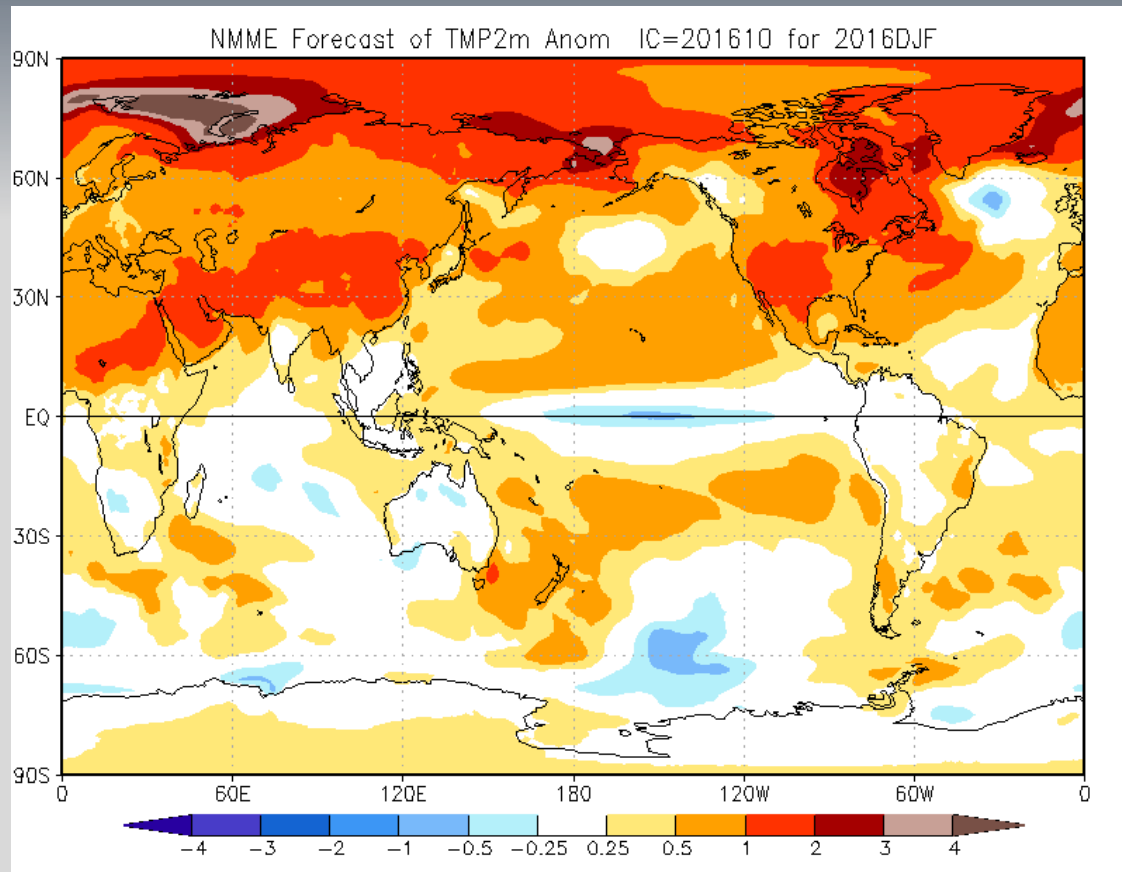 NMME Forecast of TMP2m Anom IC=201610 for 2016DJF
90N
60N
30N
EQ
30S
60S
90S
0 60E 120E 180 120W 60W 0
-4 -3 -2 -1 -0.5 -0.25 0.25 0.5 1 2 3 4